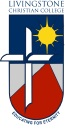 LIVINGSTONE
CHRISTIAN COLLEGE
EDUCATING FOR ETERNITY